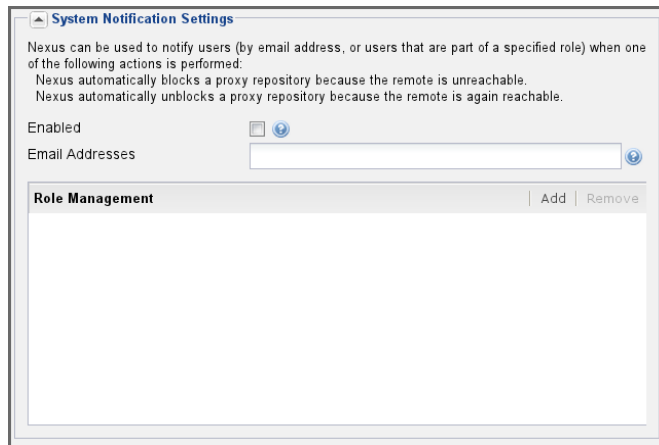 System Notification Settings
Nexus can be used to notify users (by email address, or users that are part of a specified role) when one
of the following actions is performed:
Nexus automatically blocks a proxy repository because the remote is unreachable.
Nexus automatically unblocks a proxy repository because the remote is again reachable.
Enabled
Email Addresses
Role Management Add Remove